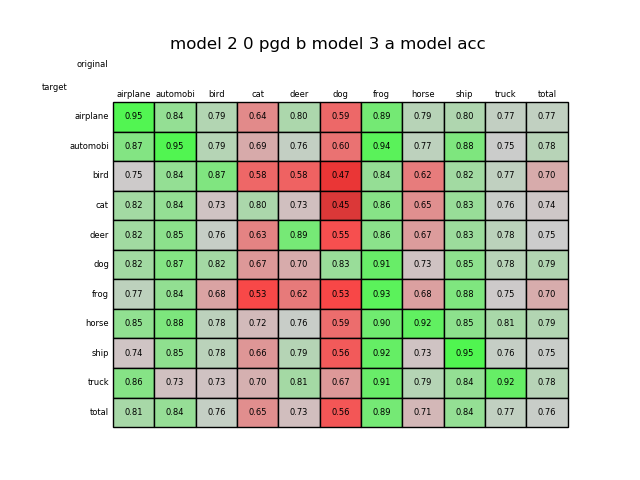 model 2 0 pgd b model 3 a model acc
original
target
airplane automobi bird cat deer dog frog horse ship truck total
airplane 0.95 0.84 0.79 0.64 0.80 0.59 0.89 0.79 0.80 0.77 0.77
automobi 0.87 0.95 0.79 0.69 0.76 0.60 0.94 0.77 0.88 0.75 0.78
bird 0.75 0.84 0.87 0.58 0.58 0.47 0.84 0.62 0.82 0.77 0.70
cat 0.82 0.84 0.73 0.80 0.73 0.45 0.86 0.65 0.83 0.76 0.74
deer 0.82 0.85 0.76 0.63 0.89 0.55 0.86 0.67 0.83 0.78 0.75
dog 0.82 0.87 0.82 0.67 0.70 0.83 0.91 0.73 0.85 0.78 0.79
frog 0.77 0.84 0.68 0.53 0.62 0.53 0.93 0.68 0.88 0.75 0.70
horse 0.85 0.88 0.78 0.72 0.76 0.59 0.90 0.92 0.85 0.81 0.79
ship 0.74 0.85 0.78 0.66 0.79 0.56 0.92 0.73 0.95 0.76 0.75
truck 0.86 0.73 0.73 0.70 0.81 0.67 0.91 0.79 0.84 0.92 0.78
total 0.81 0.84 0.76 0.65 0.73 0.56 0.89 0.71 0.84 0.77 0.76